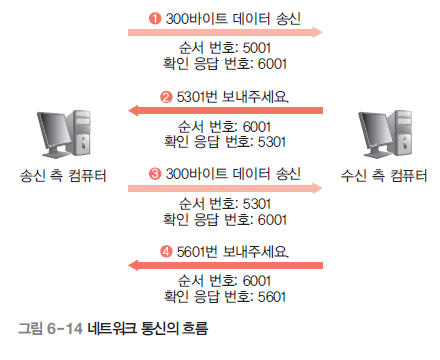 ① 300바이트 데이터 송신
순서 번호: 5001
확인 응답 번호: 6001
② 5301번 보내주세요.
순서 번호: 6001
확인 응답 번호: 5301
송신 측 컴퓨터
수신 측 컴퓨터
③ 300바이트 데이터 송신
순서 번호: 5301
확인 응답 번호: 6001
④ 5601번 보내주세요.
순서 번호: 6001
확인 응답 번호: 5601
그림 6-14 네트워크 통신의 흐름